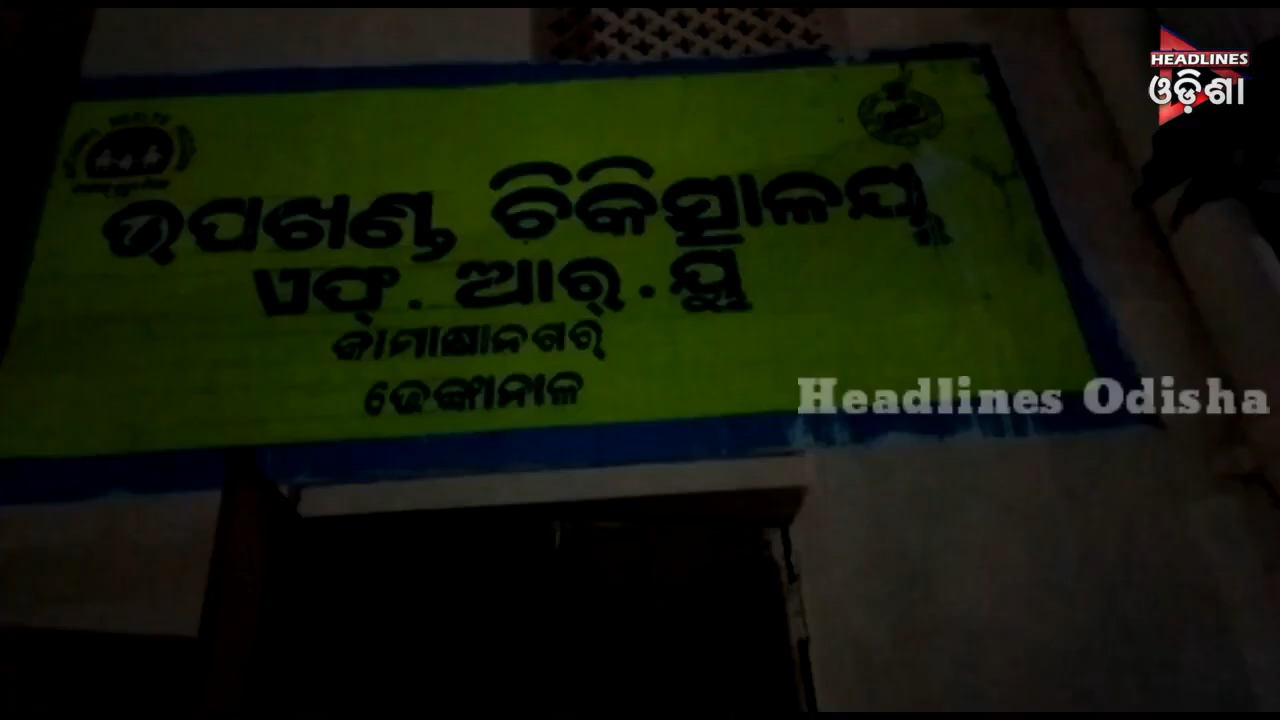 HEADLINES
ଓଡ଼ିଶା
ଉପଖଣ୍ଡ ଚିକିତ୍ସାଳୟ
ଏଫ୍. ଆର୍. ୟୁ
କାମାକ୍ଷାନଗର୍
ଢେଙ୍କାନାଳ
Headlines Odisha